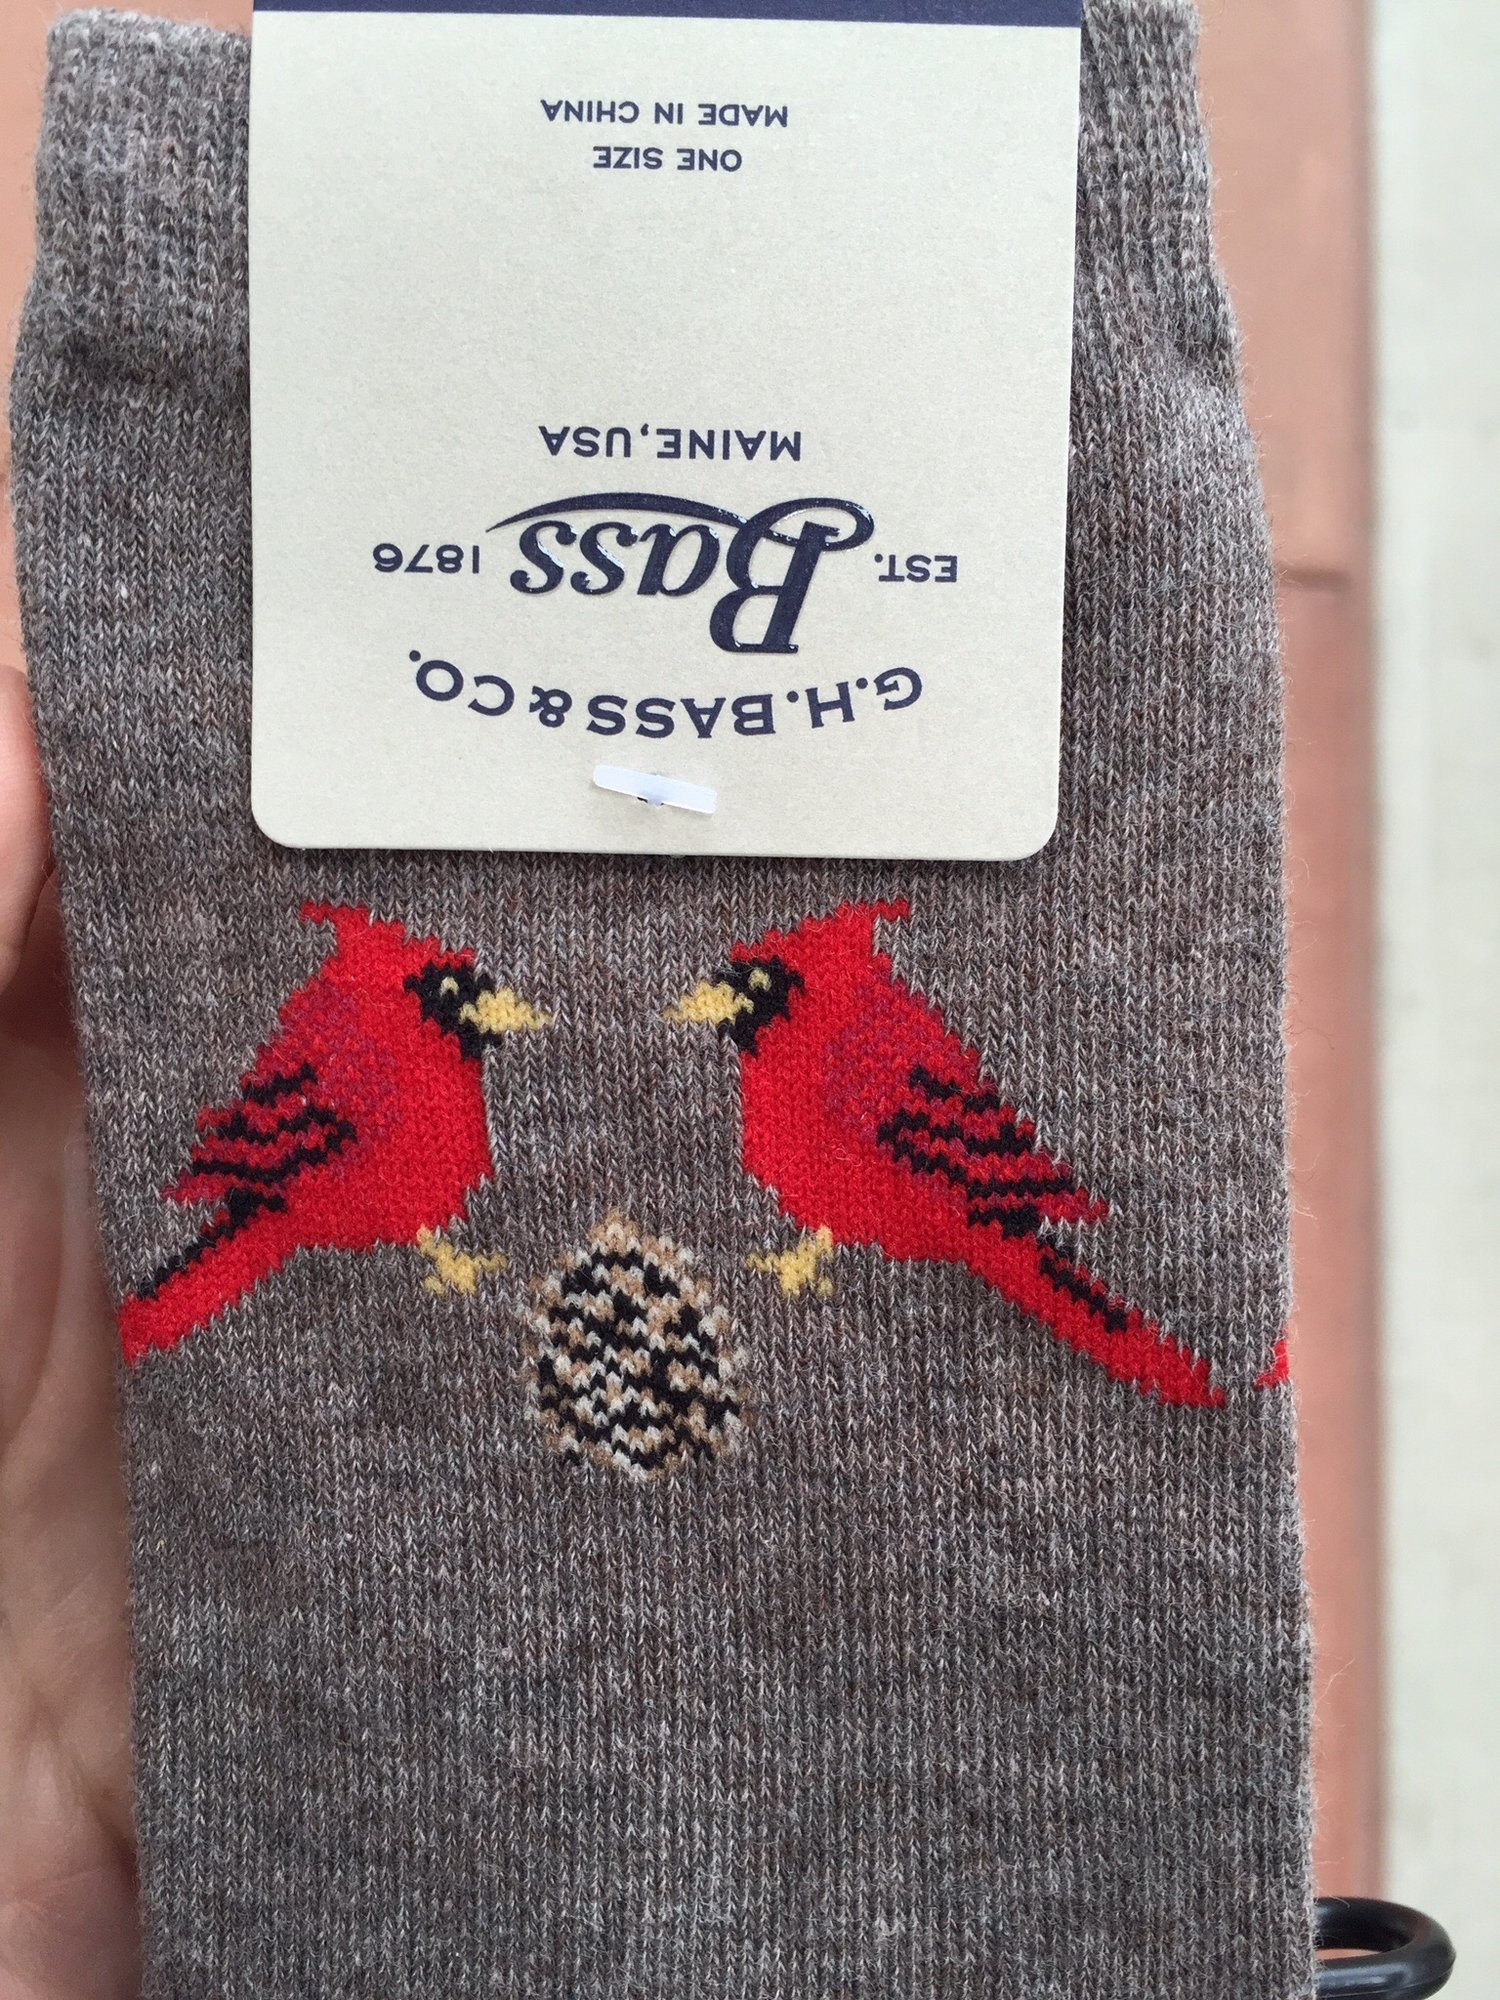 G.H. BASS & CO.
EST. Bass 1876
MAINE, USA
ONE SIZE
MADE IN CHINA